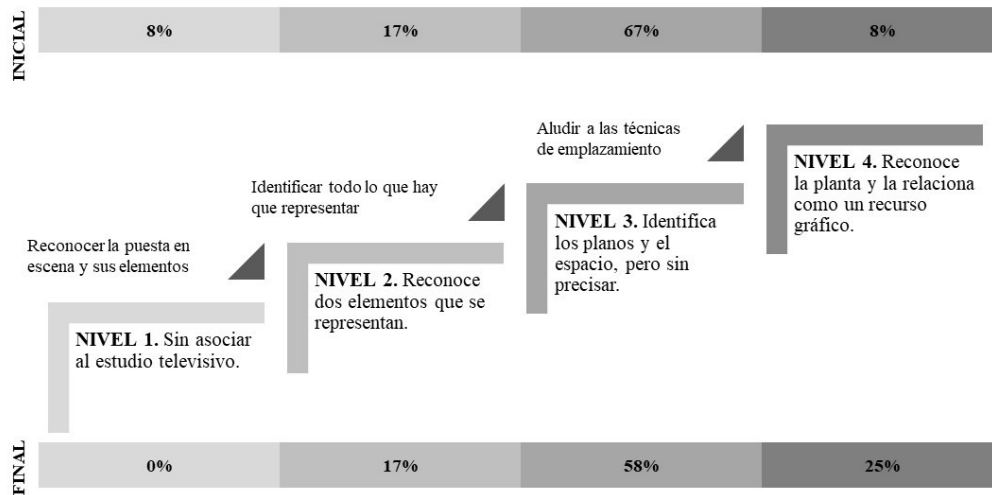 INICIAL
8%
17%
67%
8%
Reconocer la puesta en
escena y sus elementos
NIVEL 1. Sin asociar
al estudio televisivo.
Identificar todo lo que hay
que representar
NIVEL 2. Reconoce
dos elementos que se
representan.
Aludir a las técnicas
de emplazamiento
NIVEL 3. Identifica
los planos y el
espacio, pero sin
precisar.
NIVEL 4. Reconoce
la planta y la relaciona
como un recurso
gráfico.
FINAL
0%
17%
58%
25%